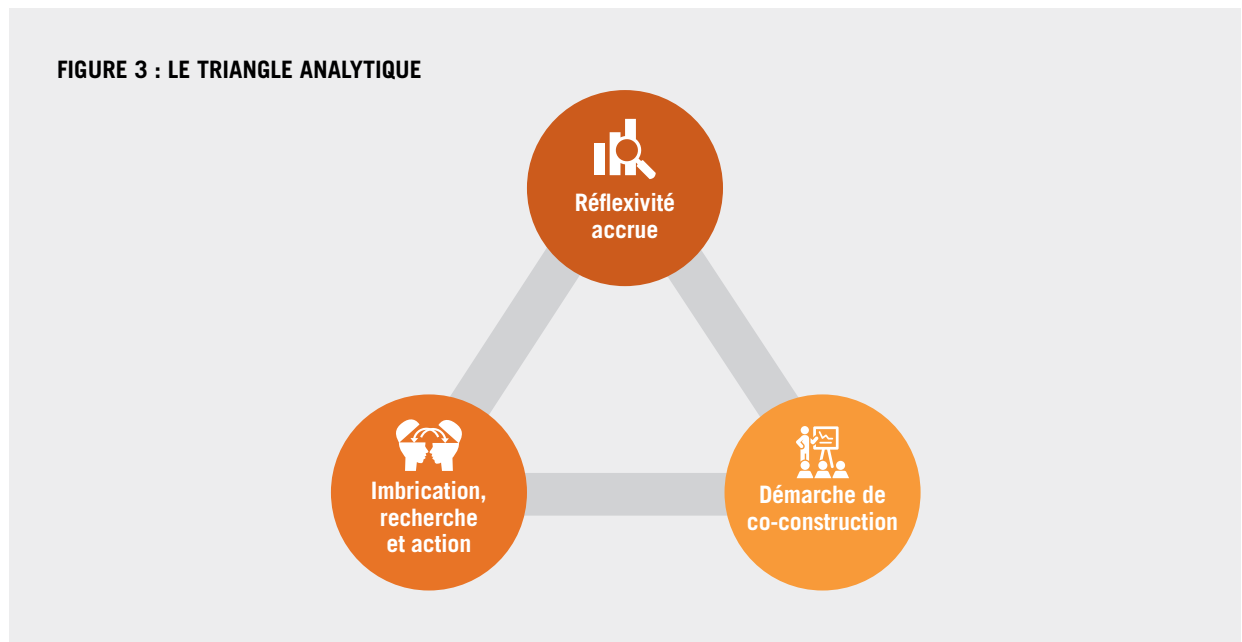 FIGURE 3 : LE TRIANGLE ANALYTIQUE
Réflexivité
accrue
Imbrication,
recherche
et action
Démarche de
co-construction